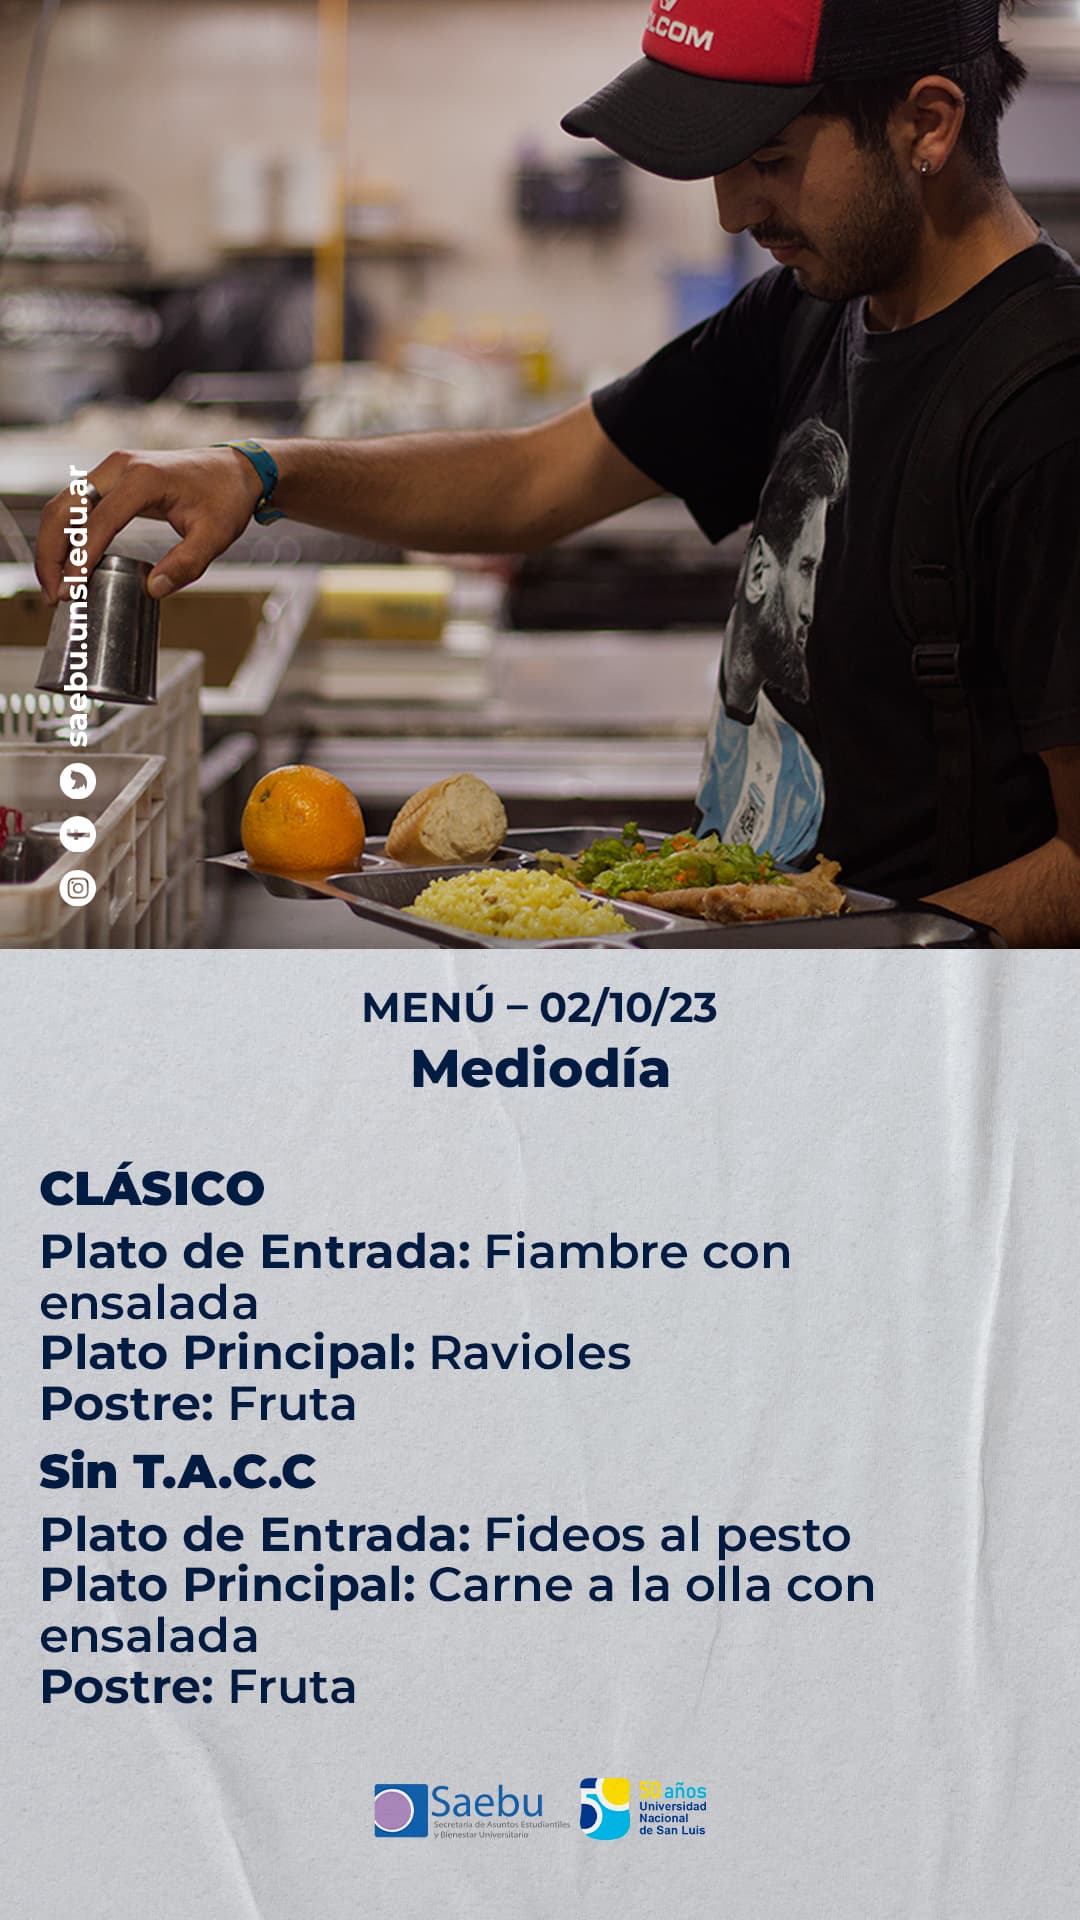 LCOM
saebu.unsl.edu.ar
MENÚ – 02/10/23
Mediodía
CLÁSICO
Plato de Entrada: Fiambre con
ensalada
Plato Principal: Ravioles
Postre: Fruta
Sin T.A.C.C
Plato de Entrada: Fideos al pesto
Plato Principal: Carne a la olla con
ensalada
Postre: Fruta
Saebu
Secretaría de Asuntos Estudiantiles
y Bienestar Universitario
50 años
Universidad
Nacional
de San Luis